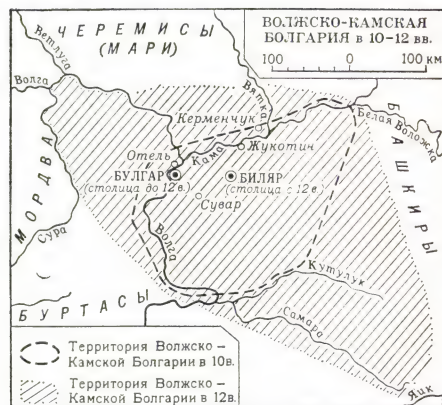 ВОЛЖСКО-КАМСКАЯ
БОЛГАРИЯ в 10–12 вв.
100 0 100 км
ЧЕРЕМИСЫ
(МАРИ)
Ветлуга
Волга
Вятка
Керменчук
Белая Воложка
БАШКИРЫ
Кама
Жукотин
Отель
БУЛГАР
(столица до 12 в.)
БИЛЯР
(столица с 12 в.)
Сувар
МОРДВА
Сура
Волга
Кутулук
БУРТАСЫ
Самара
Яик
Территория Волжско-
Камской Болгарии в 10в.
Территория Волжско-
Камской Болгарии в 12в.